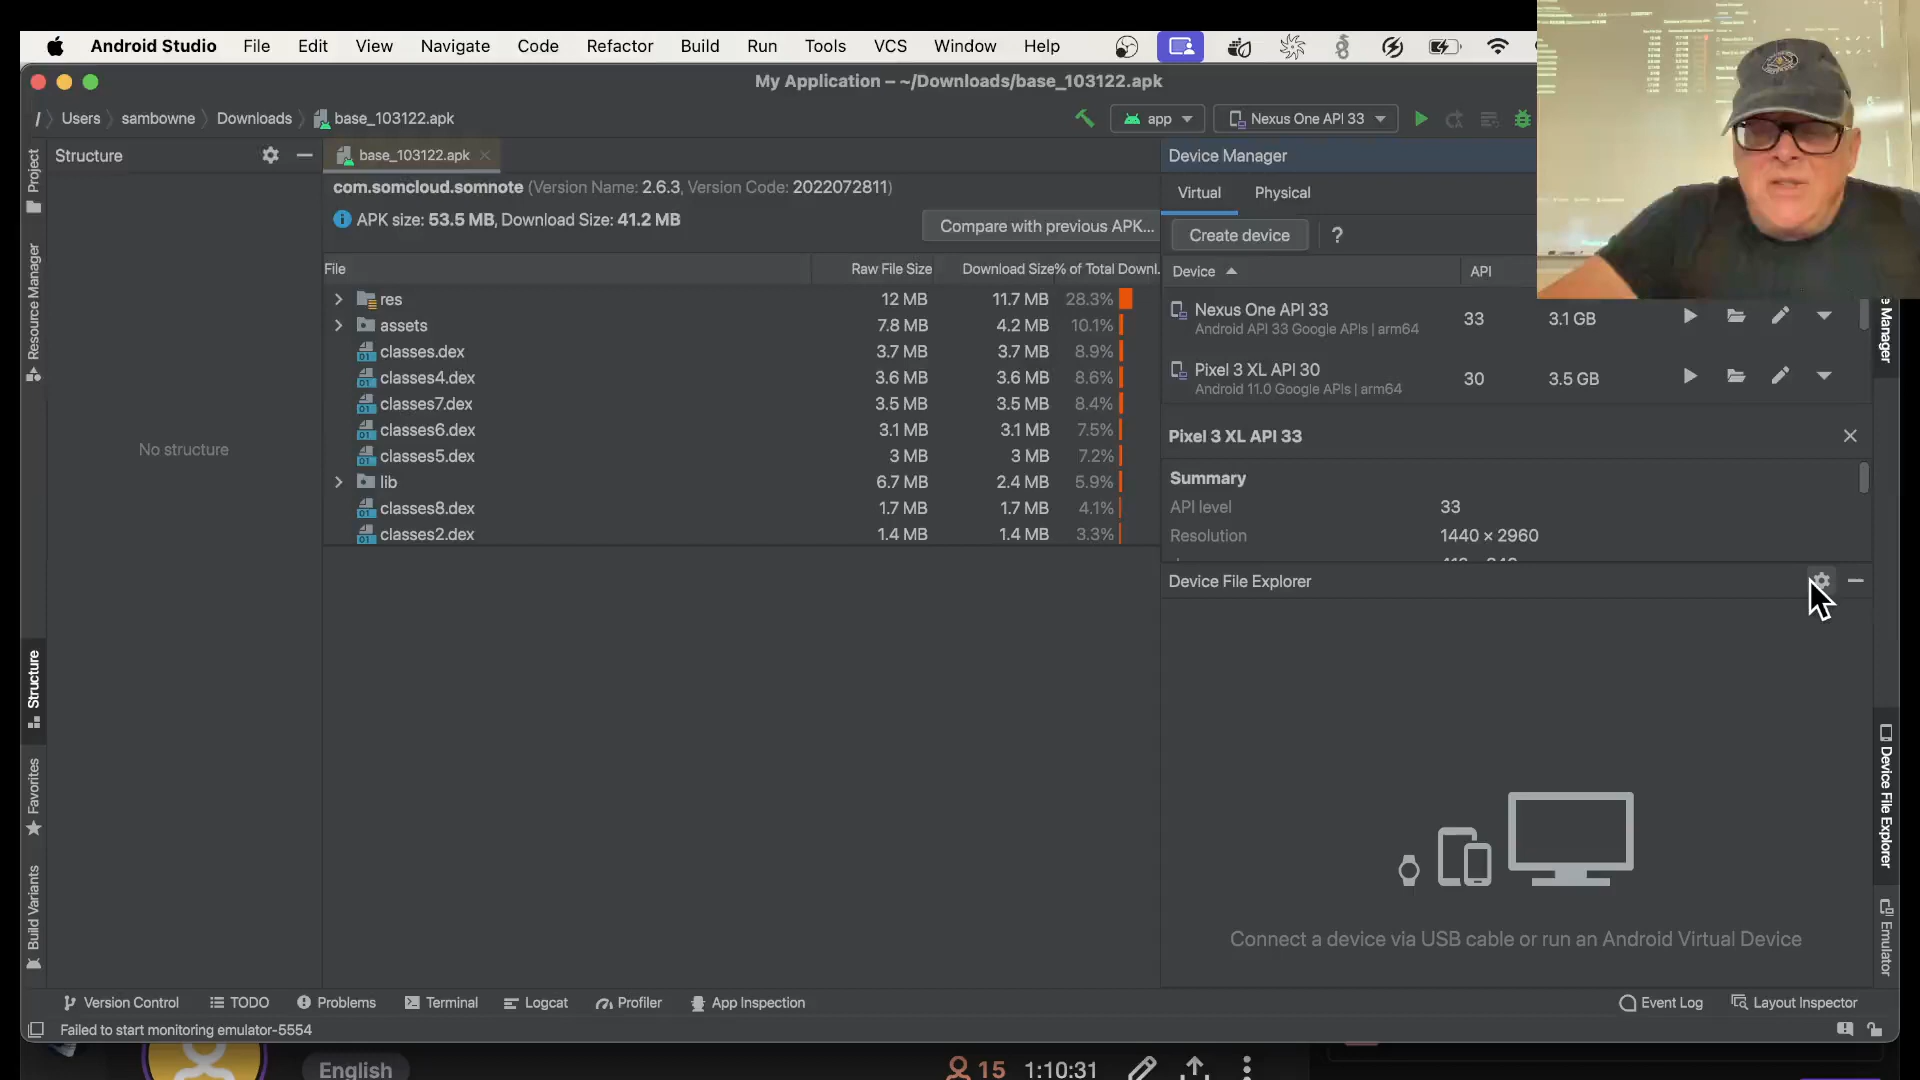 Android Studio File Edit View Navigate Code Refactor Build Run Tools VCS Window Help
My Application – ~/Downloads/base_103122.apk
/ Users sambowne Downloads base_103122.apk app Nexus One API 33
Project
Resource Manager
Structure
Favorites
Build Variants
Structure
No structure
base_103122.apk
com.somcloud.somnote (Version Name: 2.6.3, Version Code: 2022072811)
APK size: 53.5 MB, Download Size: 41.2 MB
Compare with previous APK...
File Raw File Size Download Size % of Total Downl.
res 12 MB 11.7 MB 28.3%
assets 7.8 MB 4.2 MB 10.1%
classes.dex 3.7 MB 3.7 MB 8.9%
classes4.dex 3.6 MB 3.6 MB 8.6%
classes7.dex 3.5 MB 3.5 MB 8.4%
classes6.dex 3.1 MB 3.1 MB 7.5%
classes5.dex 3 MB 3 MB 7.2%
lib 6.7 MB 2.4 MB 5.9%
classes8.dex 1.7 MB 1.7 MB 4.1%
classes2.dex 1.4 MB 1.4 MB 3.3%
Device Manager
Virtual Physical
Create device ?
Device API
Nexus One API 33 33 3.1 GB
Android API 33 Google APIs | arm64
Pixel 3 XL API 30 30 3.5 GB
Android 11.0 Google APIs | arm64
Pixel 3 XL API 33
Summary
API level 33
Resolution 1440 × 2960
Device File Explorer
Connect a device via USB cable or run an Android Virtual Device
Manager
Device File Explorer
Emulator
Version Control TODO Problems Terminal Logcat Profiler App Inspection Event Log Layout Inspector
Failed to start monitoring emulator-5554
English 15 1:10:31